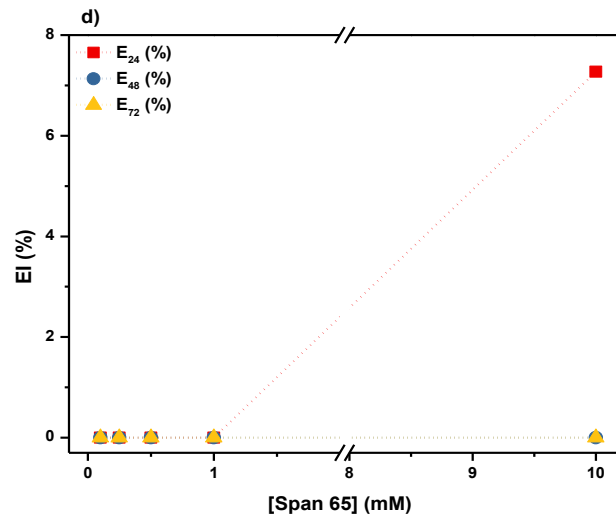 d)
E24 (%)
E48 (%)
E72 (%)
8
6
4
2
0
EI (%)
0 1 8 9 10
[Span 65] (mM)